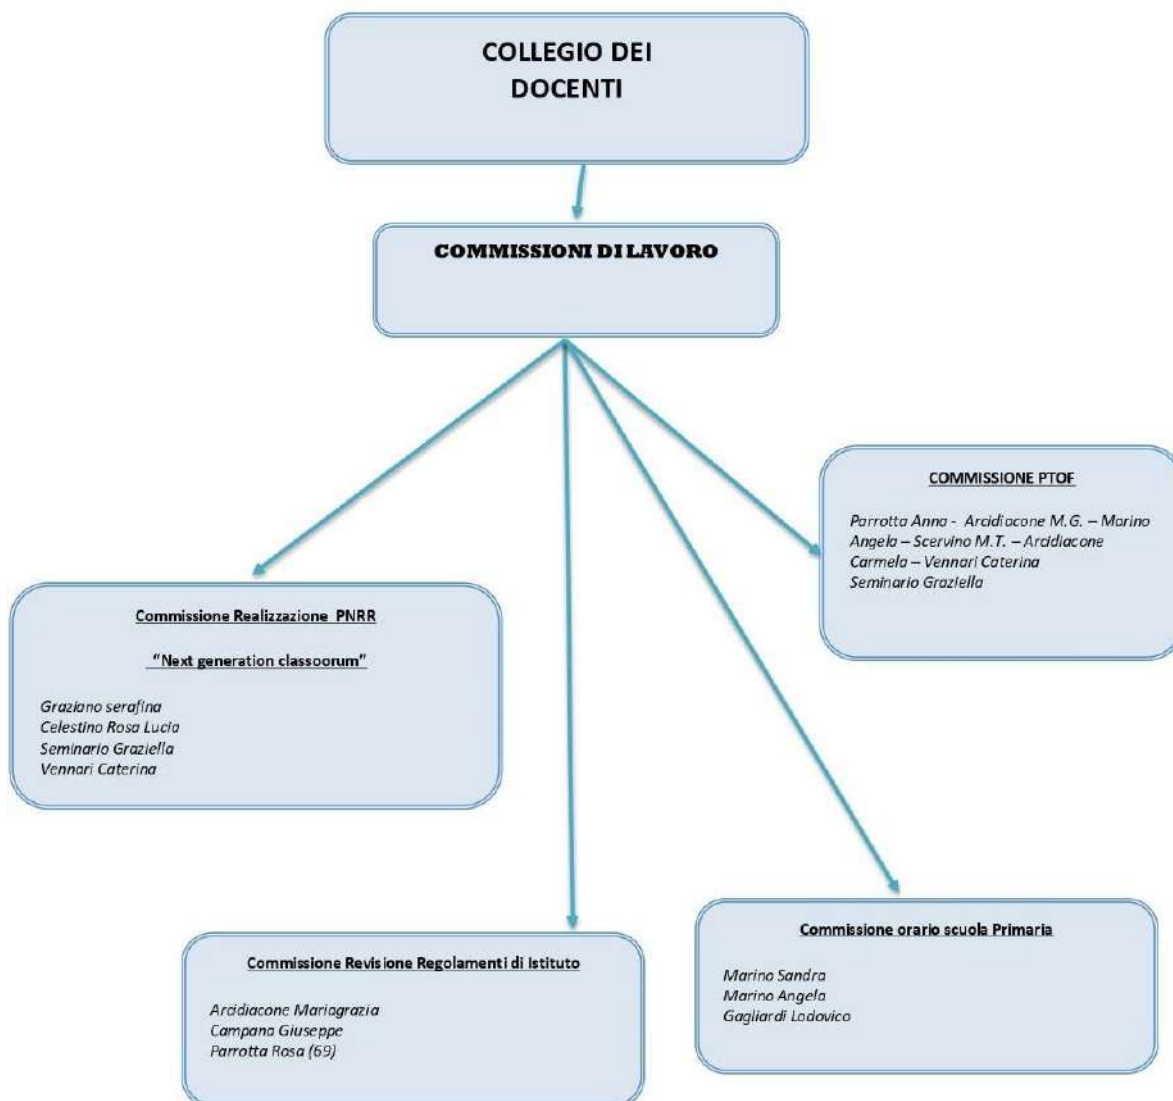 COLLEGIO DEI
DOCENTI
COMMISSIONI DI LAVORO
COMMISSIONE PTOF
Parrotta Anna - Arcidiacone M.G. – Marino
Angela – Scervino M.T. – Arcidiacone
Carmela – Vennari Caterina
Seminario Graziella
Commissione Realizzazione PNRR
"Next generation classoorum"
Graziano serafina
Celestino Rosa Lucia
Seminario Graziella
Vennari Caterina
Commissione Revisione Regolamenti di Istituto
Arcidiacone Mariagrazia
Campana Giuseppe
Parrotta Rosa (69)
Commissione orario scuola Primaria
Marino Sandra
Marino Angela
Gagliardi Lodovico